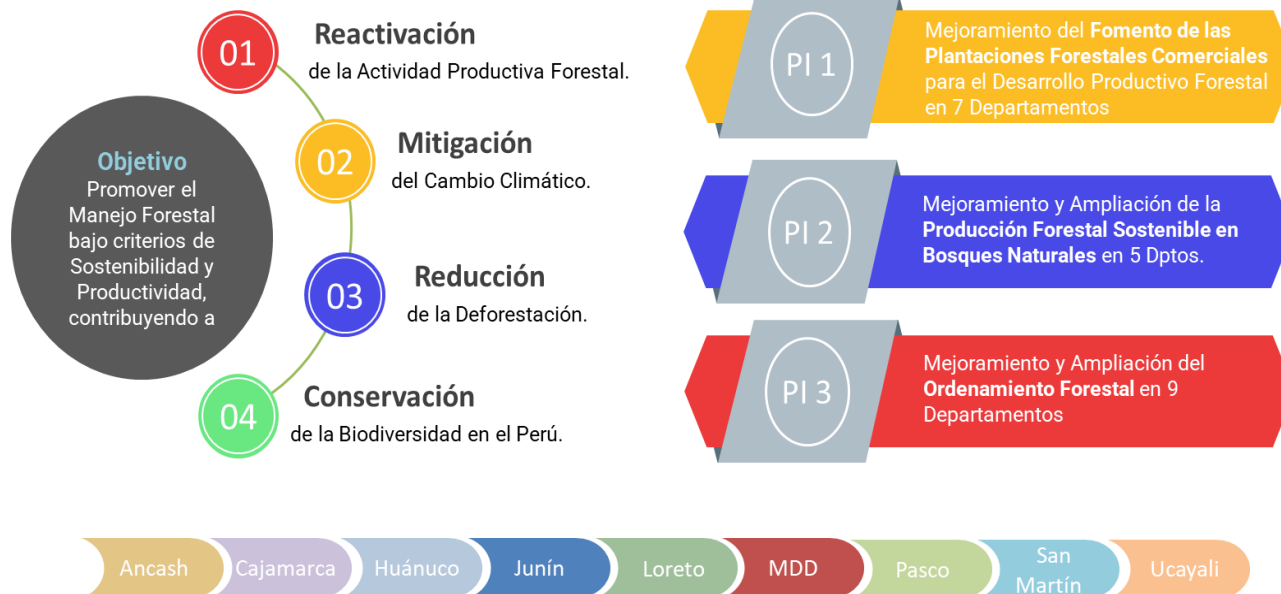 Objetivo
Promover el
Manejo Forestal
bajo criterios de
Sostenibilidad y
Productividad,
contribuyendo a
01
Reactivación
de la Actividad Productiva Forestal.
02
Mitigación
del Cambio Climático.
03
Reducción
de la Deforestación.
04
Conservación
de la Biodiversidad en el Perú.
PI 1
Mejoramiento del Fomento de las
Plantaciones Forestales Comerciales
para el Desarrollo Productivo Forestal
en 7 Departamentos
PI 2
Mejoramiento y Ampliación de la
Producción Forestal Sostenible en
Bosques Naturales en 5 Dptos.
PI 3
Mejoramiento y Ampliación del
Ordenamiento Forestal en 9
Departamentos
Ancash
Cajamarca
Huánuco
Junín
Loreto
MDD
Pasco
San
Martín
Ucayali